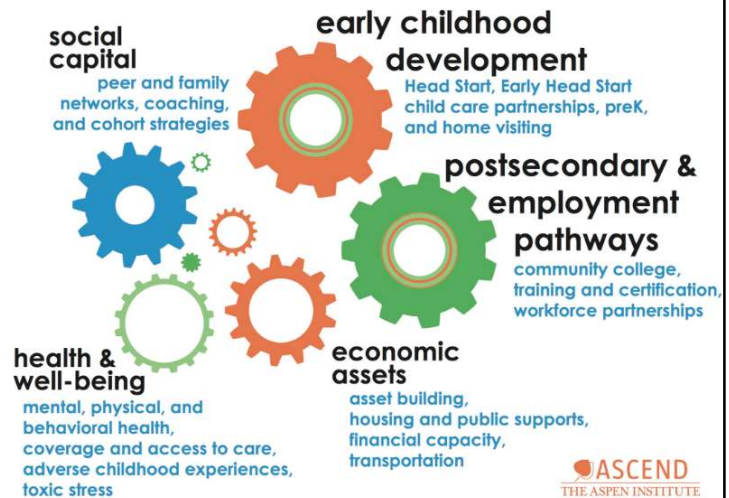 social
capital
peer and family
networks, coaching,
and cohort strategies
early childhood
development
Head Start, Early Head Start
child care partnerships, preK,
and home visiting
postsecondary &
employment
pathways
community college,
training and certification,
workforce partnerships
economic
assets
asset building,
housing and public supports,
financial capacity,
transportation
health &
well-being
mental, physical, and
behavioral health,
coverage and access to care,
adverse childhood experiences,
toxic stress
ASCEND
THE ASPEN INSTITUTE